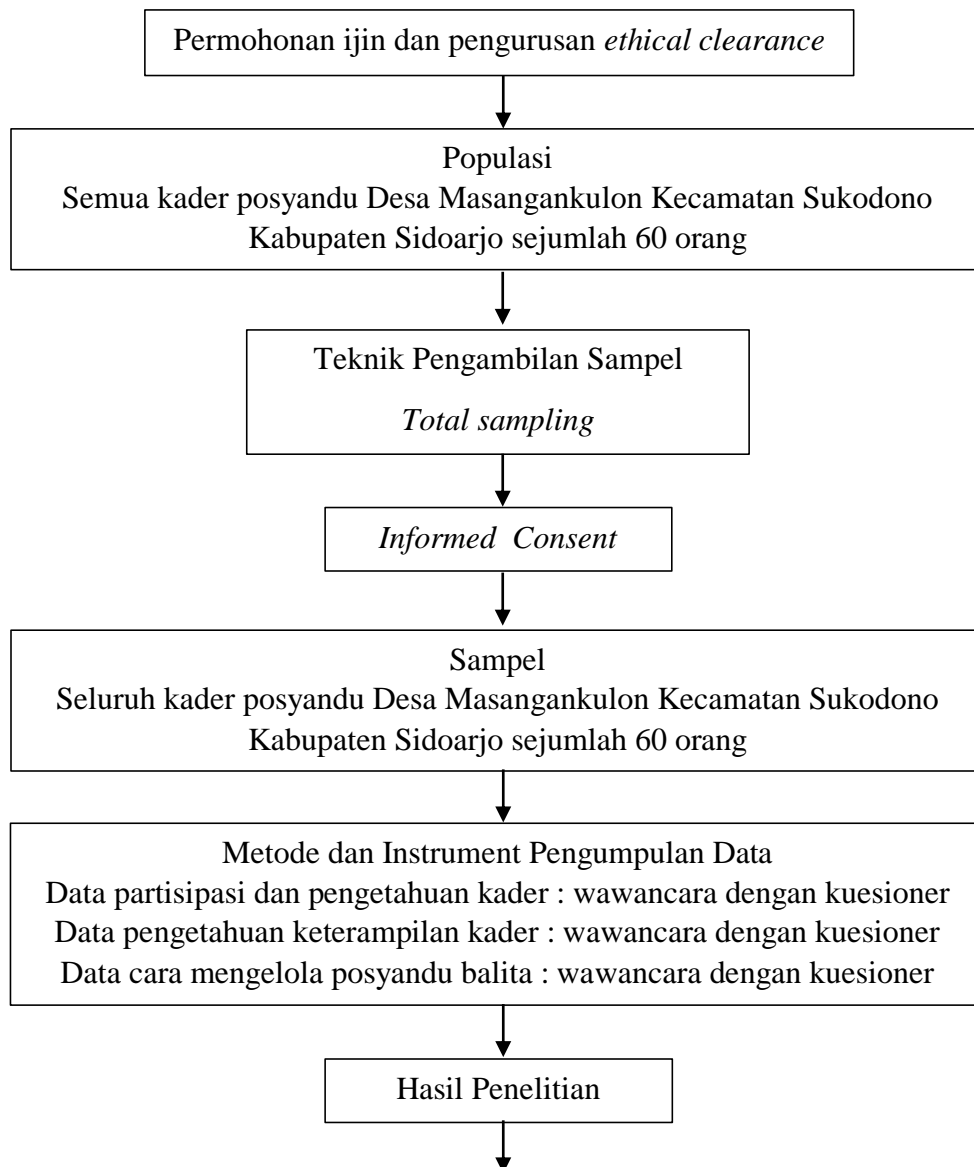 Permohonan ijin dan pengurusan ethical clearance
Populasi
Semua kader posyandu Desa Masangankulon Kecamatan Sukodono
Kabupaten Sidoarjo sejumlah 60 orang
Teknik Pengambilan Sampel
Total sampling
Informed Consent
Sampel
Seluruh kader posyandu Desa Masangankulon Kecamatan Sukodono
Kabupaten Sidoarjo sejumlah 60 orang
Metode dan Instrument Pengumpulan Data
Data partisipasi dan pengetahuan kader : wawancara dengan kuesioner
Data pengetahuan keterampilan kader : wawancara dengan kuesioner
Data cara mengelola posyandu balita : wawancara dengan kuesioner
Hasil Penelitian